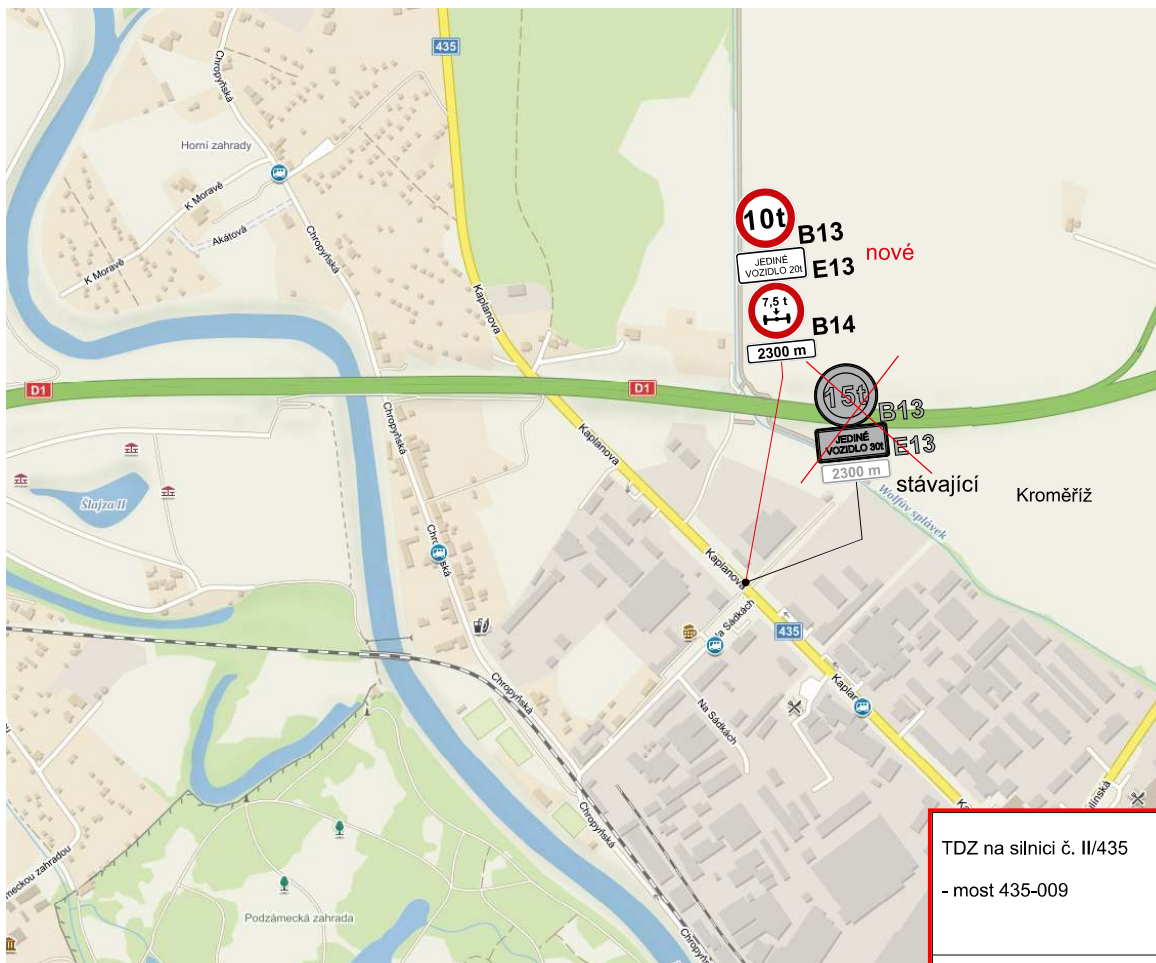 435
Chropyňská
Horní zahrady
K Moravě
Akátová
K Moravě
Chropyňská
Kaplanova
10t
B13
nové
JEDINÉ
VOZIDLO 20t
E13
7,5 t
B14
2300 m
D1
D1
15t
B13
JEDINÉ
VOZIDLO 30t
E13
2300 m
stávající
Kroměříž
Chropyňská
Kaplanova
Šlajza II
Wolfův splávek
Chropyňská
Kaplanova
Na Sádkách
435
Chropyňská
Na Sádkách
Chropyňská
Podzámecká zahrada
TDZ na silnici č. II/435
- most 435-009